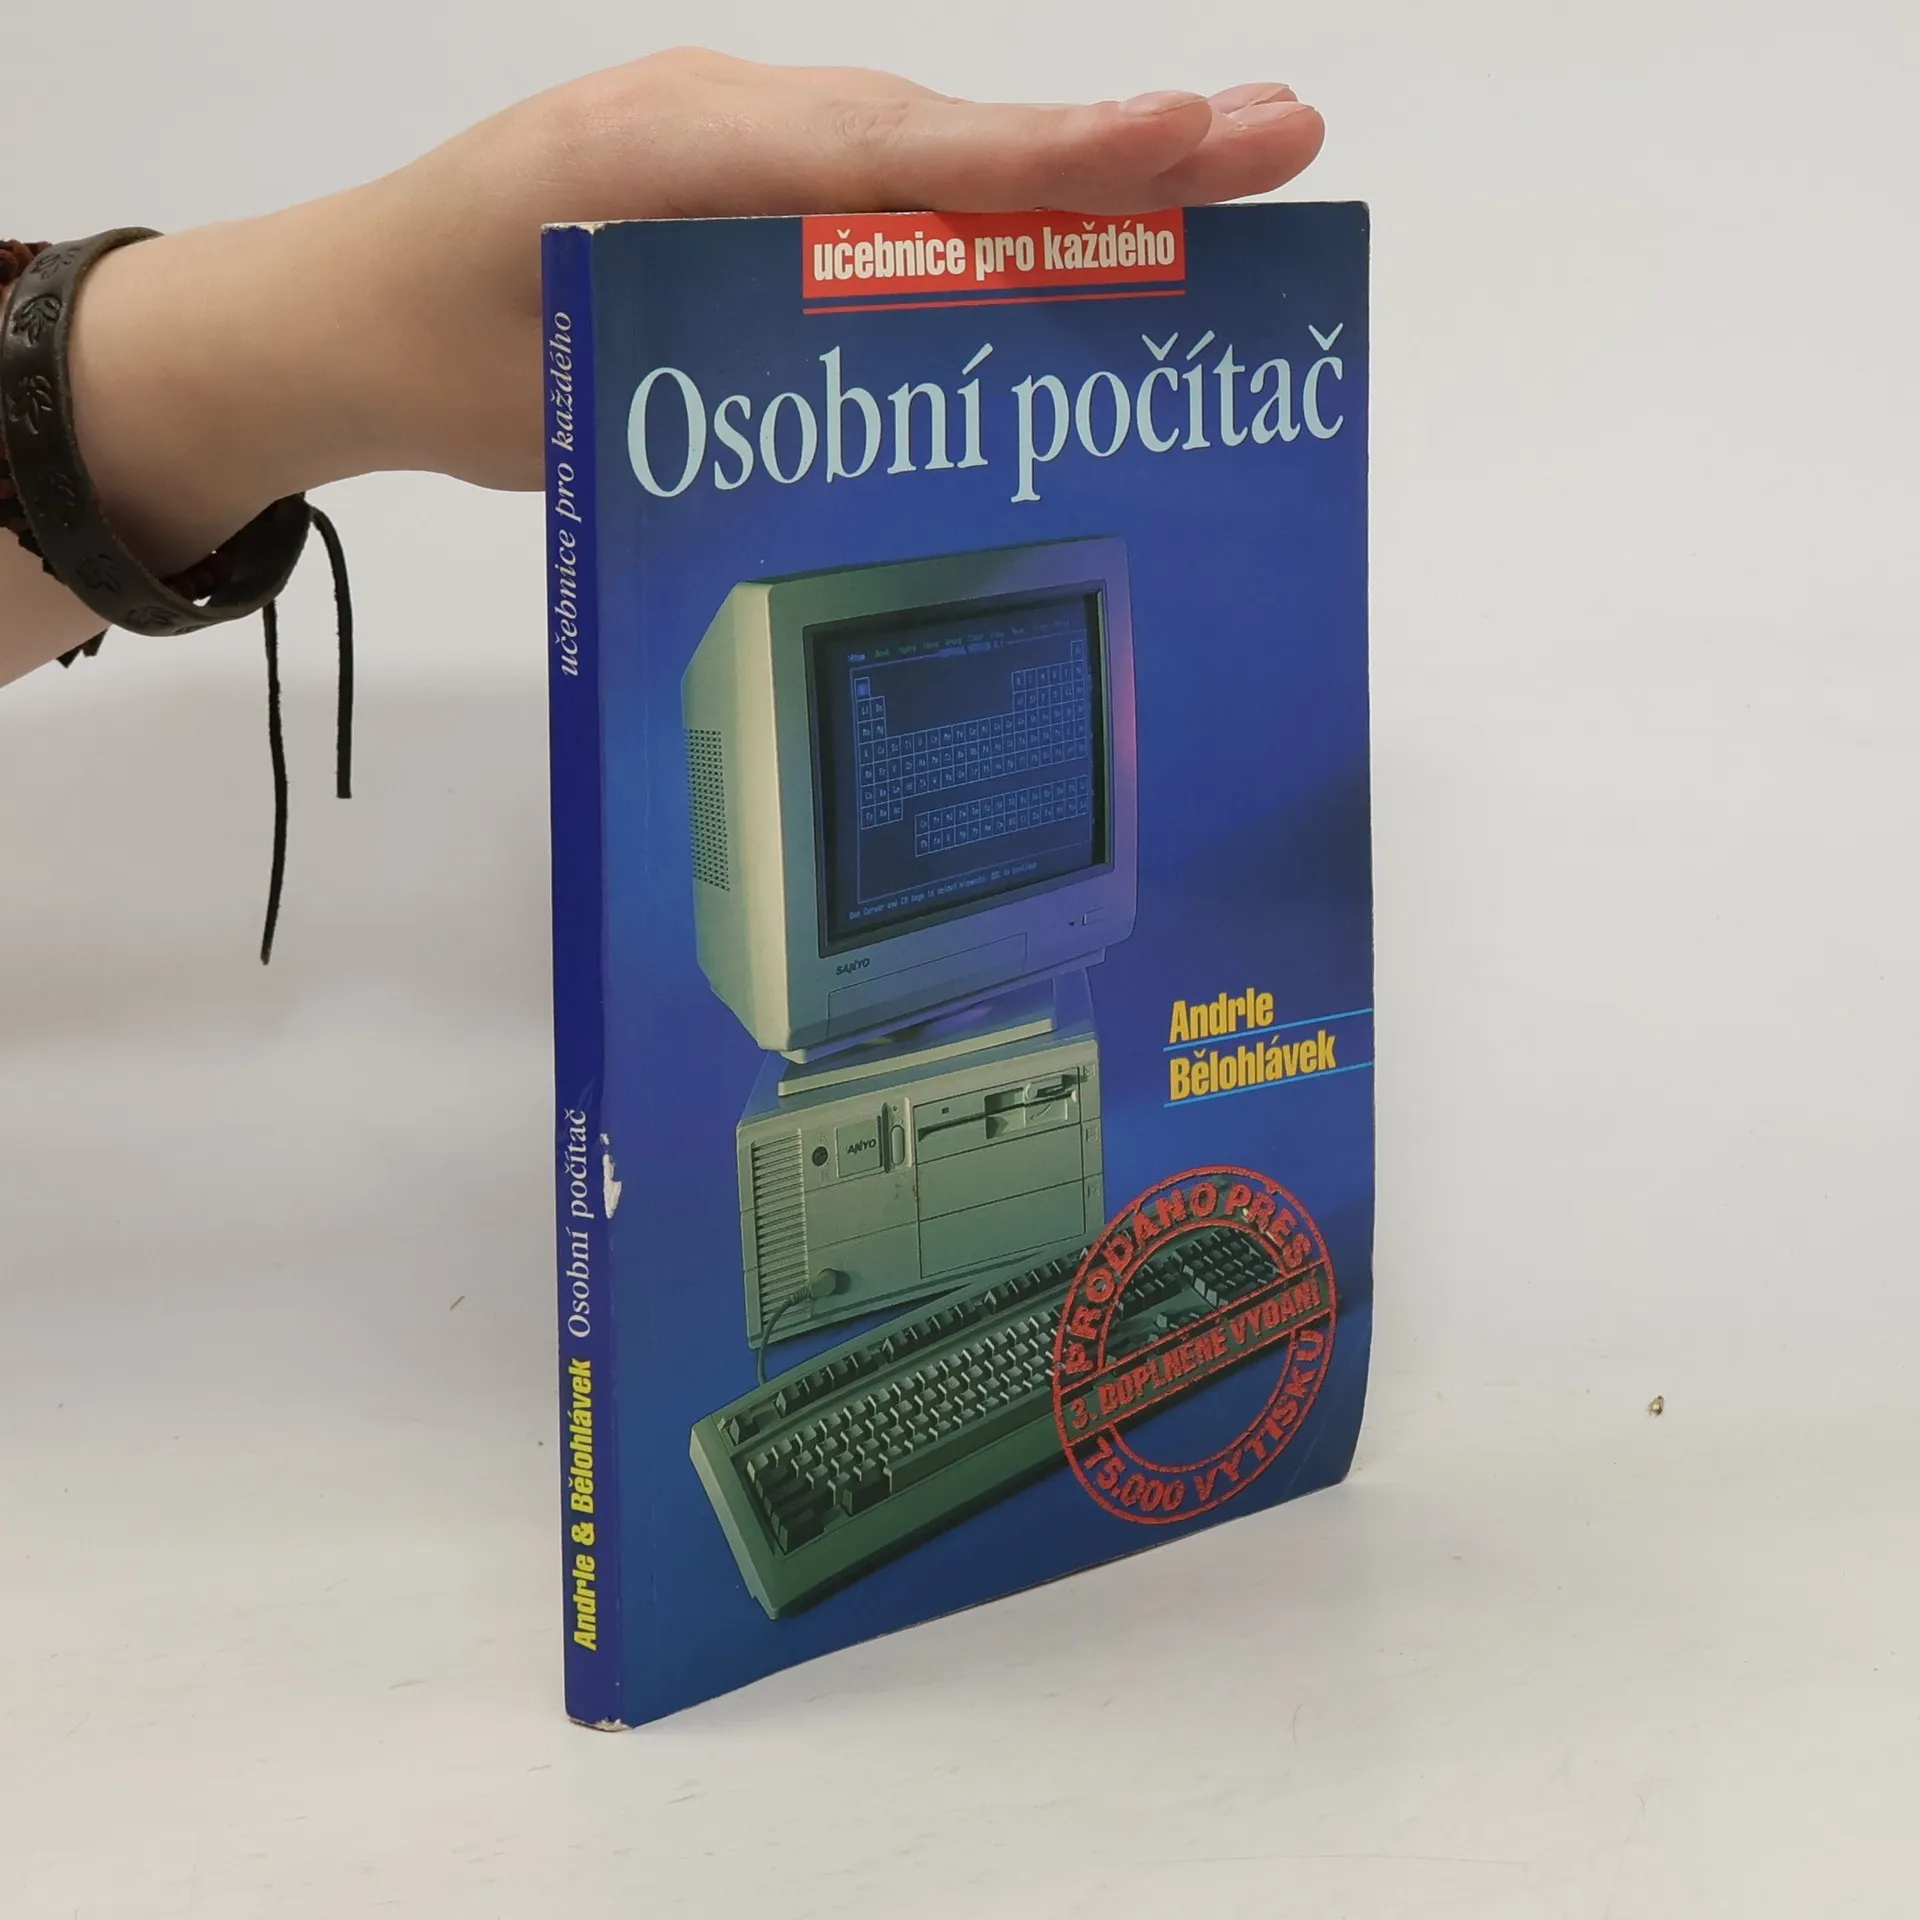 učebnice pro každého
Osobní počítač
SANYO
Andrle
Bělohlávek
SANYO
PRODÁNO PŘES
3. DOPLNĚNÉ VYDÁNÍ
75.000 VÝTISKŮ
učebnice pro každého
Osobní počítač
Andrle & Bělohlávek